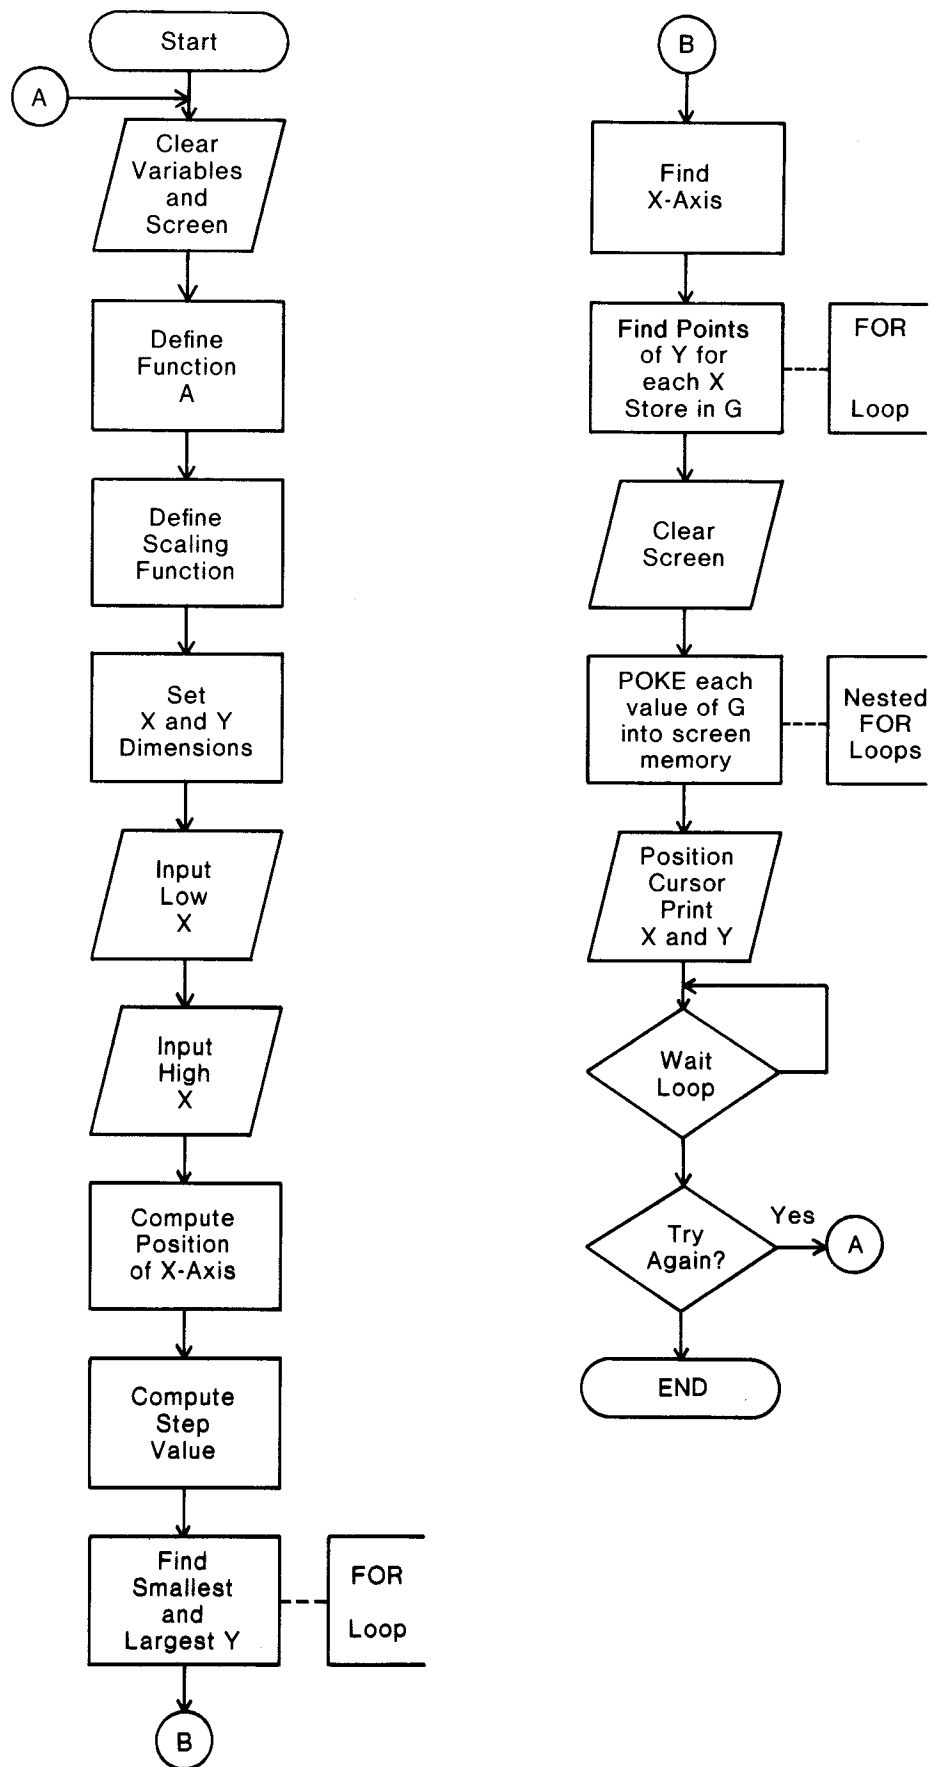 Start
A
Clear
Variables
and
Screen
Define
Function
A
Define
Scaling
Function
Set
X and Y
Dimensions
Input
Low
X
Input
High
X
Compute
Position
of X-Axis
Compute
Step
Value
Find
Smallest
and
Largest Y
FOR
Loop
B
B
Find
X-Axis
Find Points
of Y for
each X
Store in G
FOR
Loop
Clear
Screen
POKE each
value of G
into screen
memory
Nested
FOR
Loops
Position
Cursor
Print
X and Y
Wait
Loop
Try
Again?
Yes
A
END